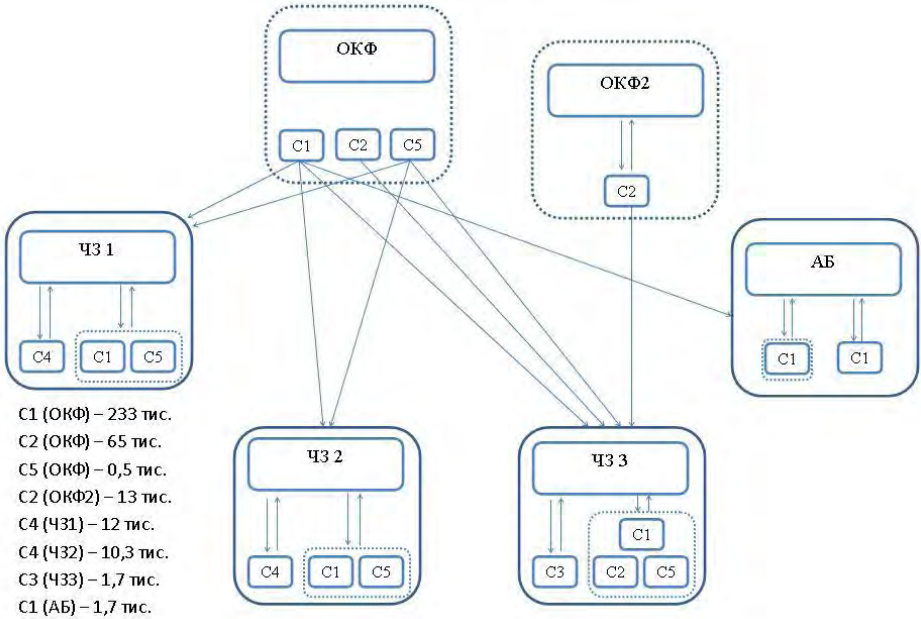 ОКФ
ОКФ2
С1 С2 С5
С2
ЧЗ 1
АБ
С4 С1 С5
С1 С1
С1 (ОКФ) – 233 тис.
С2 (ОКФ) – 65 тис.
С5 (ОКФ) – 0,5 тис.
С2 (ОКФ2) – 13 тис.
С4 (ЧЗ1) – 12 тис.
С4 (ЧЗ2) – 10,3 тис.
С3 (ЧЗ3) – 1,7 тис.
С1 (АБ) – 1,7 тис.
ЧЗ 2
С4 С1 С5
ЧЗ 3
С1
С3 С2 С5